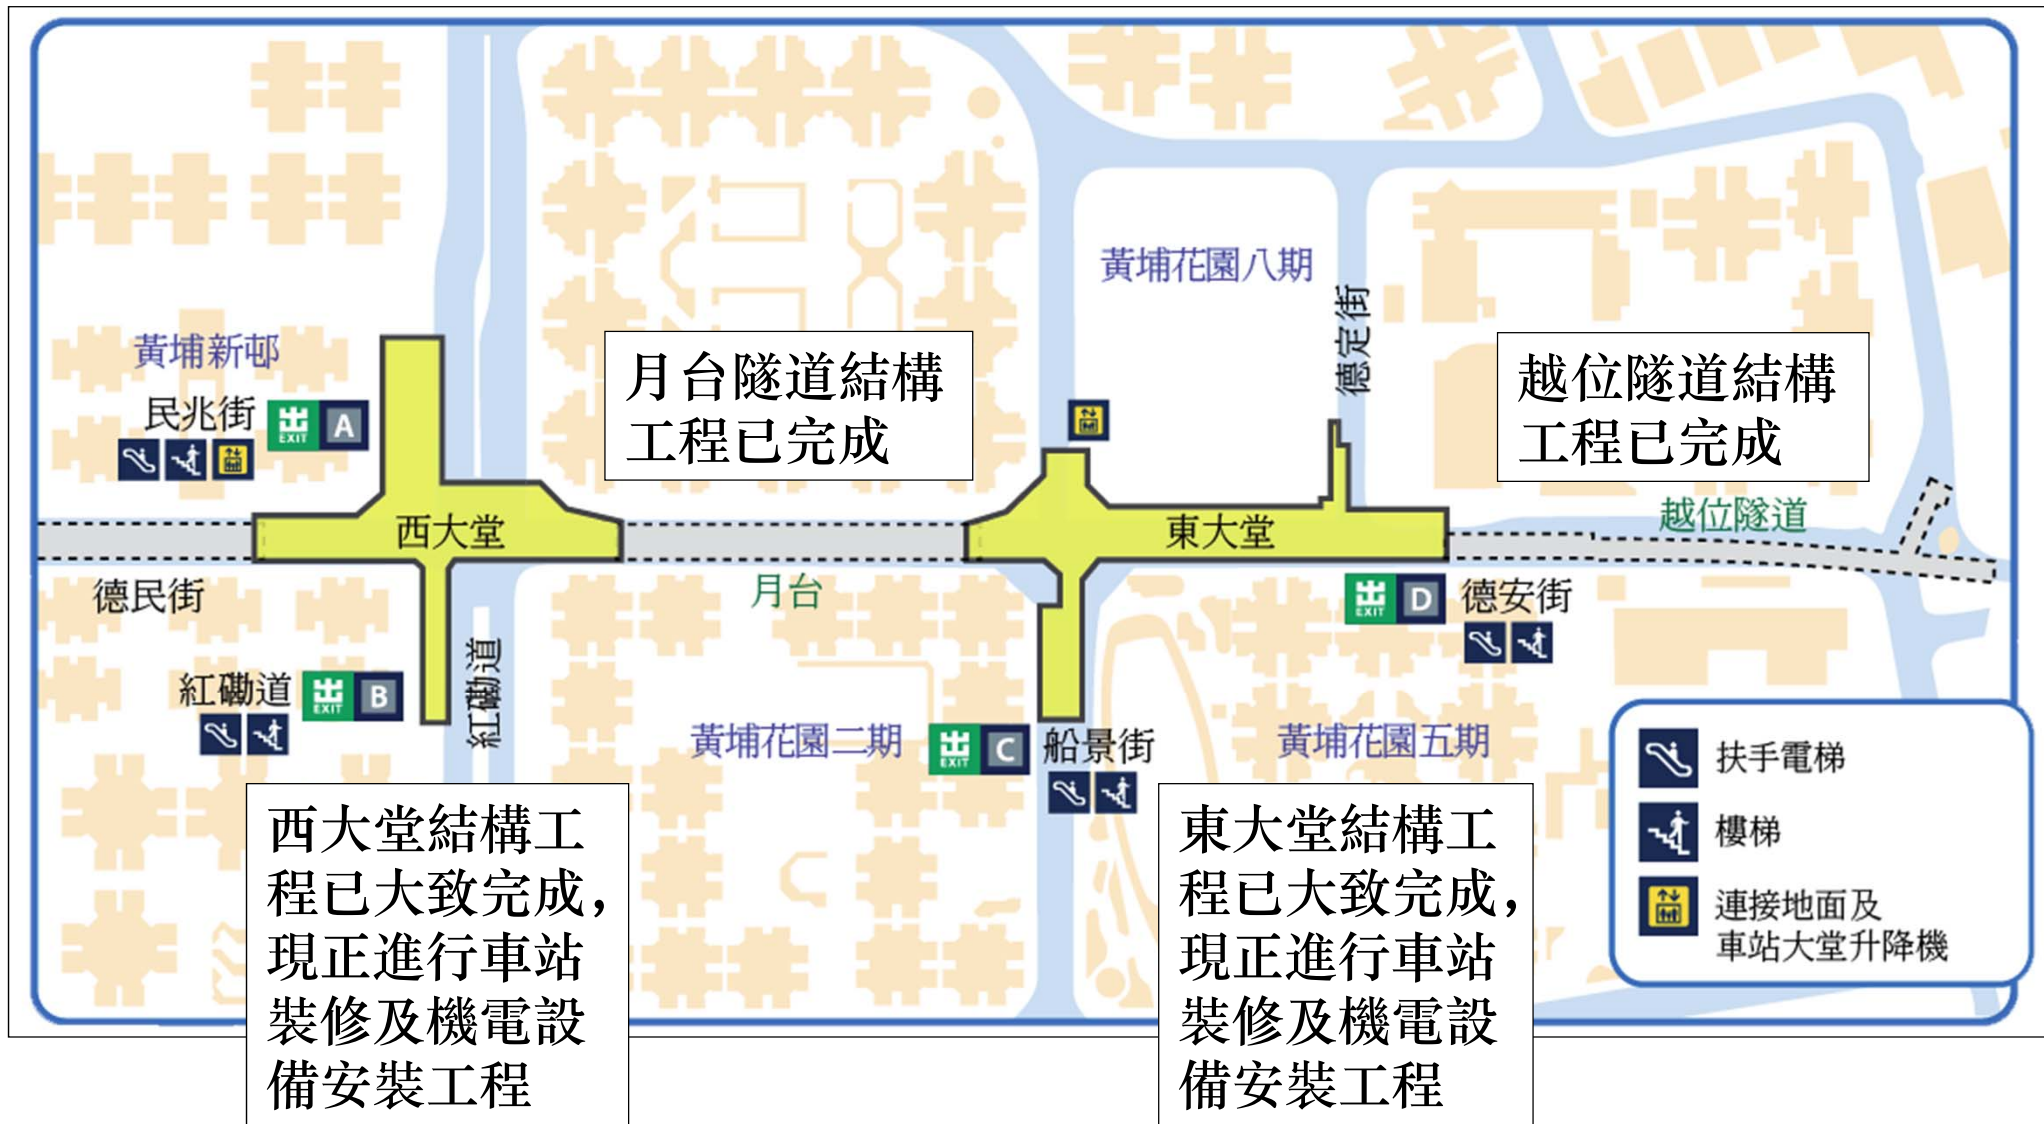 黃埔花園八期
德定街
黃埔新邨
民兆街
出 EXIT A
月台隧道結構
工程已完成
越位隧道結構
工程已完成
越位隧道
西大堂
東大堂
德民街
月台
出 EXIT D
德安街
紅磡道
出 EXIT B
紅磡道
黃埔花園二期
出 EXIT C
船景街
黃埔花園五期
扶手電梯
樓梯
連接地面及
車站大堂升降機
西大堂結構工
程已大致完成，
現正進行車站
裝修及機電設
備安裝工程
東大堂結構工
程已大致完成，
現正進行車站
裝修及機電設
備安裝工程